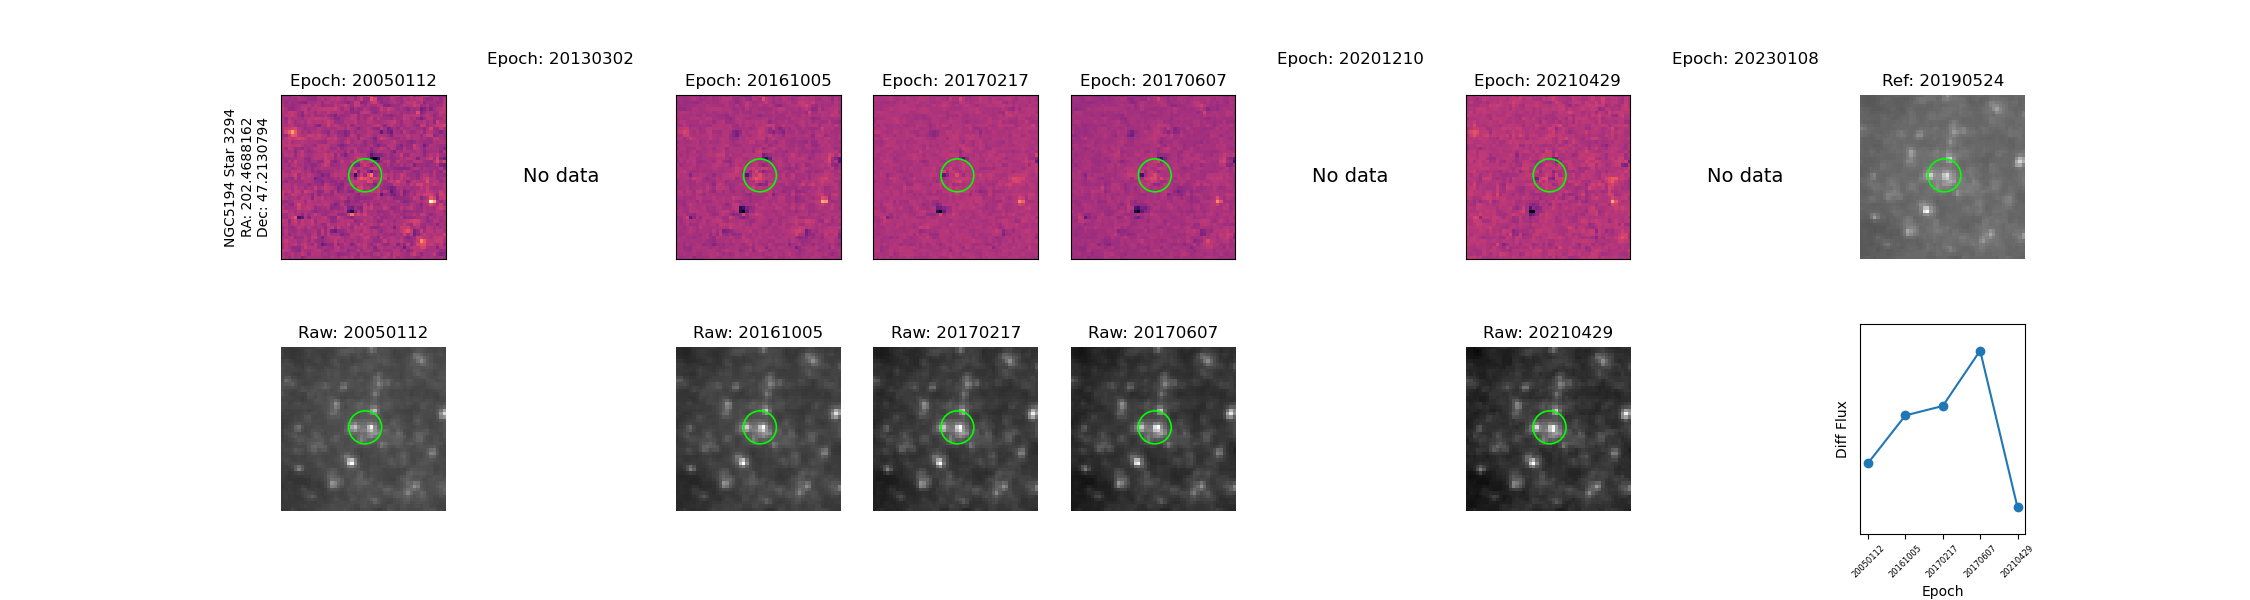 Epoch: 20130302
Epoch: 20201210
Epoch: 20230108
Epoch: 20050112
Epoch: 20161005
Epoch: 20170217
Epoch: 20170607
Epoch: 20210429
Ref: 20190524
NGC5194 Star 3294
RA: 202.4688162
Dec: 47.2130794
No data
No data
No data
Raw: 20050112
Raw: 20161005
Raw: 20170217
Raw: 20170607
Raw: 20210429
Diff Flux
20050112
20161005
20170217
20170607
20210429
Epoch